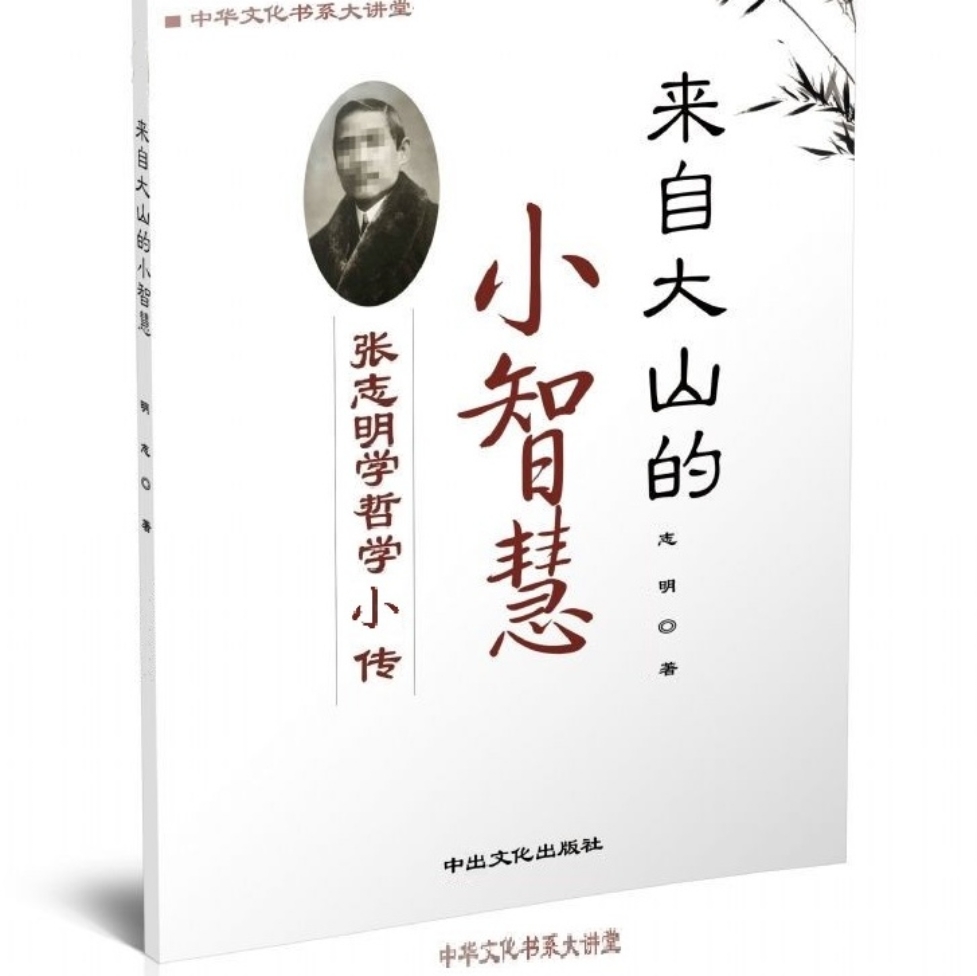 中华文化书系大讲堂
来自大山的
小智慧
志明◎著
张志明学哲学小传
中出文化出版社
来自大山的小智慧
明志◎著
中华文化书系大讲堂